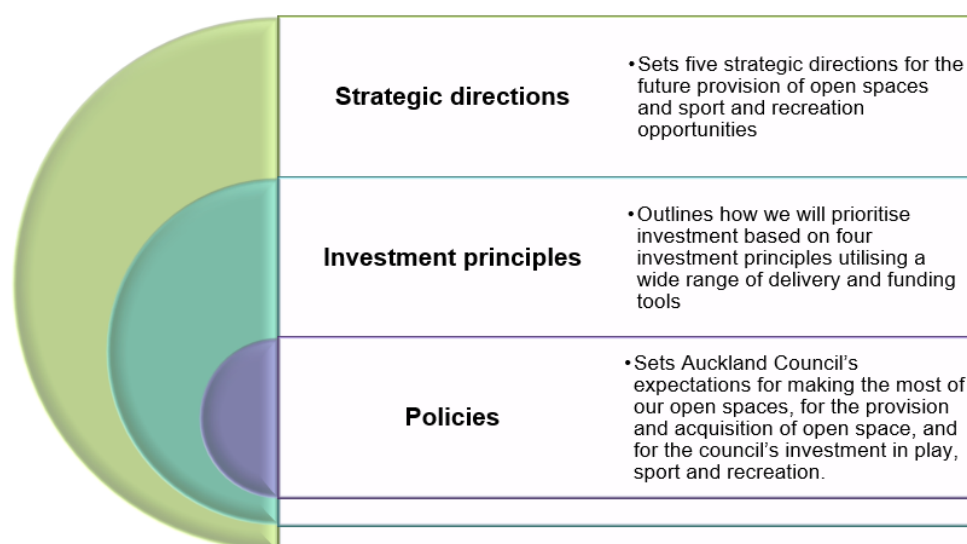 Strategic directions
•Sets five strategic directions for the
future provision of open spaces
and sport and recreation
opportunities
Investment principles
•Outlines how we will prioritise
investment based on four
investment principles utilising a
wide range of delivery and funding
tools
Policies
•Sets Auckland Council’s
expectations for making the most of
our open spaces, for the provision
and acquisition of open space, and
for the council’s investment in play,
sport and recreation.